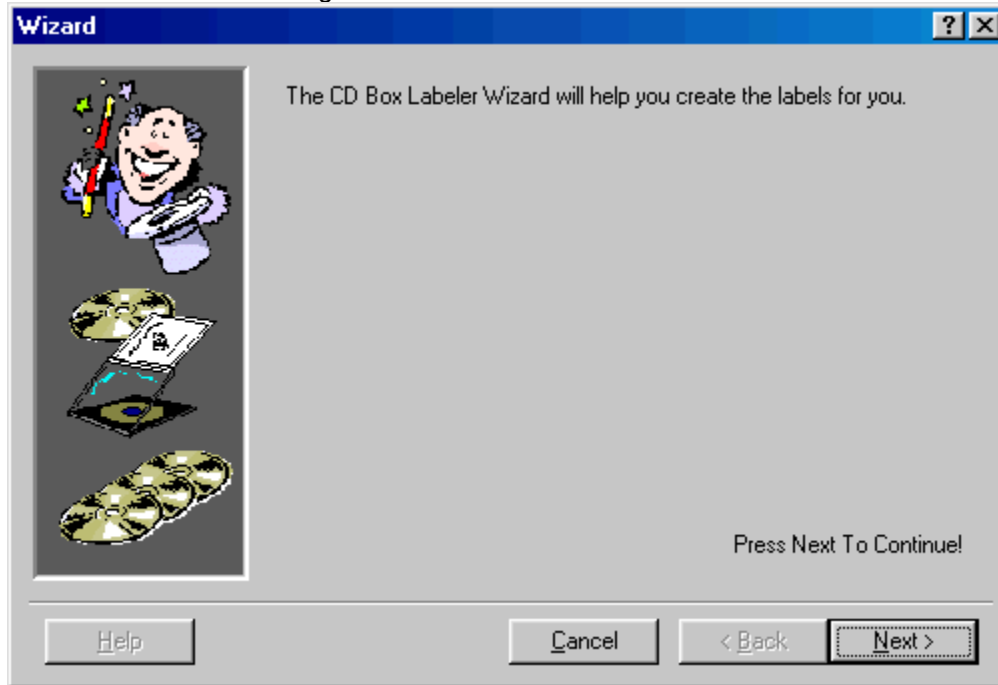 Wizard
The CD Box Labeler Wizard will help you create the labels for you.
Press Next To Continue!
Help
Cancel
< Back
Next >